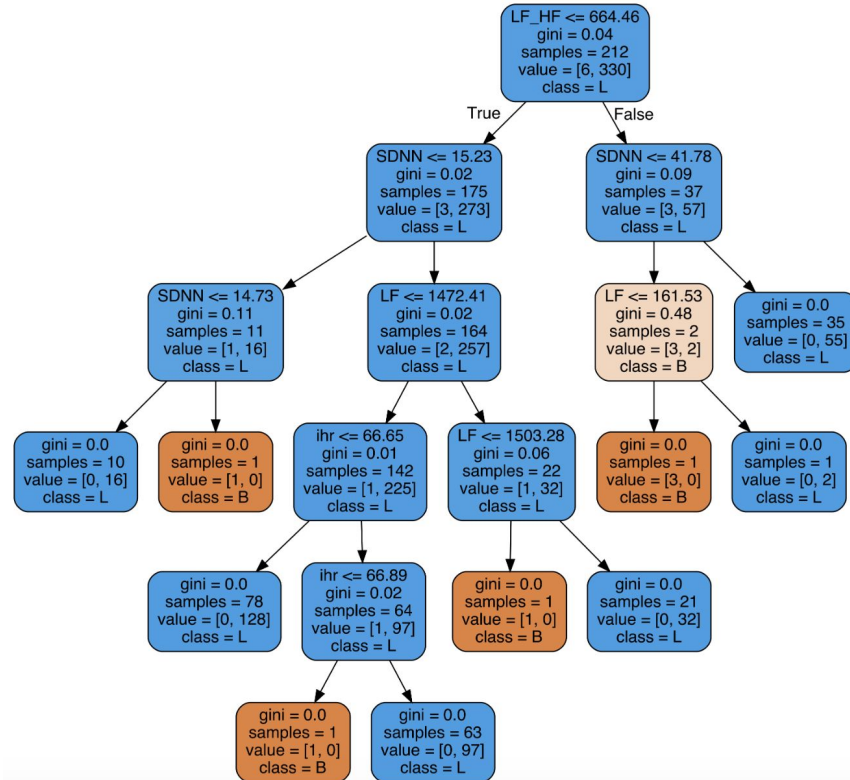 LF_HF <= 664.46
gini = 0.04
samples = 212
value = [6, 330]
class = L
True
False
SDNN <= 15.23
gini = 0.02
samples = 175
value = [3, 273]
class = L
SDNN <= 41.78
gini = 0.09
samples = 37
value = [3, 57]
class = L
SDNN <= 14.73
gini = 0.11
samples = 11
value = [1, 16]
class = L
LF <= 1472.41
gini = 0.02
samples = 164
value = [2, 257]
class = L
LF <= 161.53
gini = 0.48
samples = 2
value = [3, 2]
class = B
gini = 0.0
samples = 35
value = [0, 55]
class = L
gini = 0.0
samples = 10
value = [0, 16]
class = L
gini = 0.0
samples = 1
value = [1, 0]
class = B
ihr <= 66.65
gini = 0.01
samples = 142
value = [1, 225]
class = L
LF <= 1503.28
gini = 0.06
samples = 22
value = [1, 32]
class = L
gini = 0.0
samples = 1
value = [3, 0]
class = B
gini = 0.0
samples = 1
value = [0, 2]
class = L
gini = 0.0
samples = 78
value = [0, 128]
class = L
ihr <= 66.89
gini = 0.02
samples = 64
value = [1, 97]
class = L
gini = 0.0
samples = 1
value = [1, 0]
class = B
gini = 0.0
samples = 21
value = [0, 32]
class = L
gini = 0.0
samples = 1
value = [1, 0]
class = B
gini = 0.0
samples = 63
value = [0, 97]
class = L